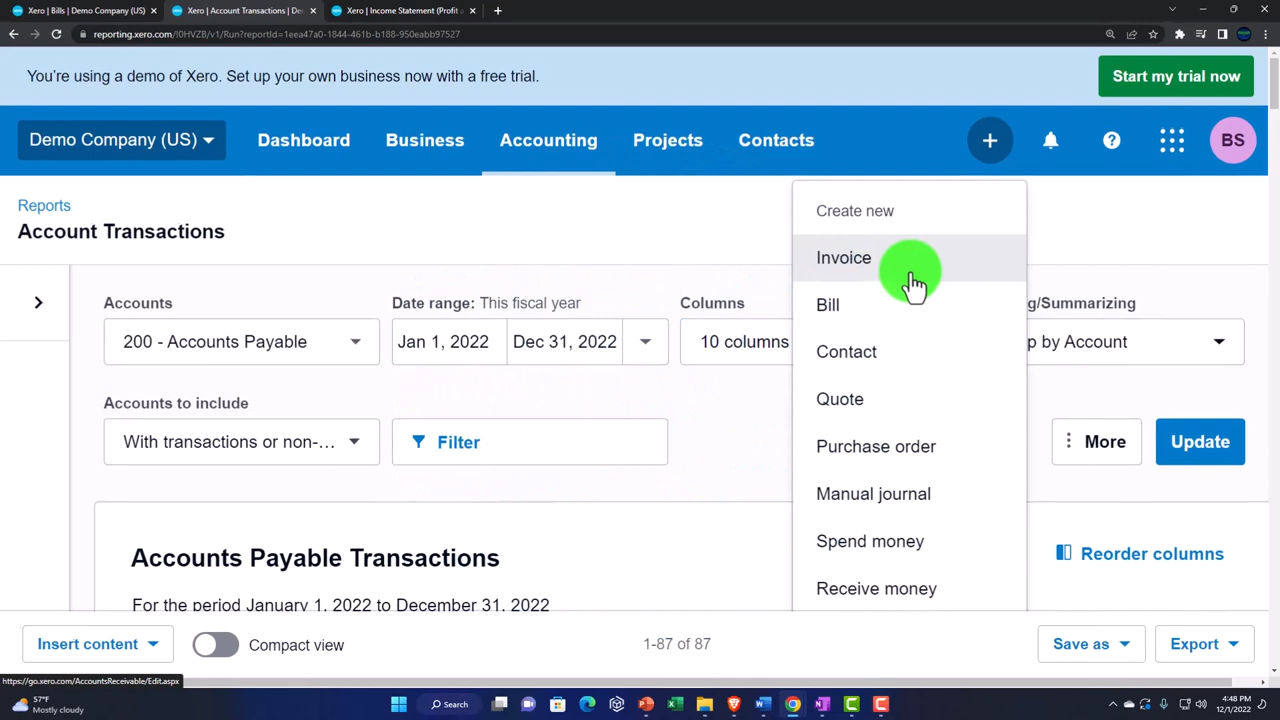 Xero | Bills | Demo Company (US)
Xero | Account Transactions | De
Xero | Income Statement (Profit a
reporting.xero.com/!0HVZB/v1/Run?reportId=1eea47a0-1844-461b-b188-950eabb97527
You're using a demo of Xero. Set up your own business now with a free trial.
Start my trial now
Demo Company (US)
Dashboard
Business
Accounting
Projects
Contacts
BS
Reports
Account Transactions
Create new
Invoice
Bill
Contact
Quote
Purchase order
Manual journal
Spend money
Receive money
Accounts
Date range: This fiscal year
Columns
g/Summarizing
200 - Accounts Payable
Jan 1, 2022
Dec 31, 2022
10 columns
p by Account
Accounts to include
With transactions or non-...
Filter
More
Update
Accounts Payable Transactions
Reorder columns
For the period January 1, 2022 to December 31, 2022
Insert content
Compact view
1-87 of 87
Save as
Export
https://go.xero.com/AccountsReceivable/Edit.aspx
57°F
Mostly cloudy
Search
4:48 PM
12/1/2022